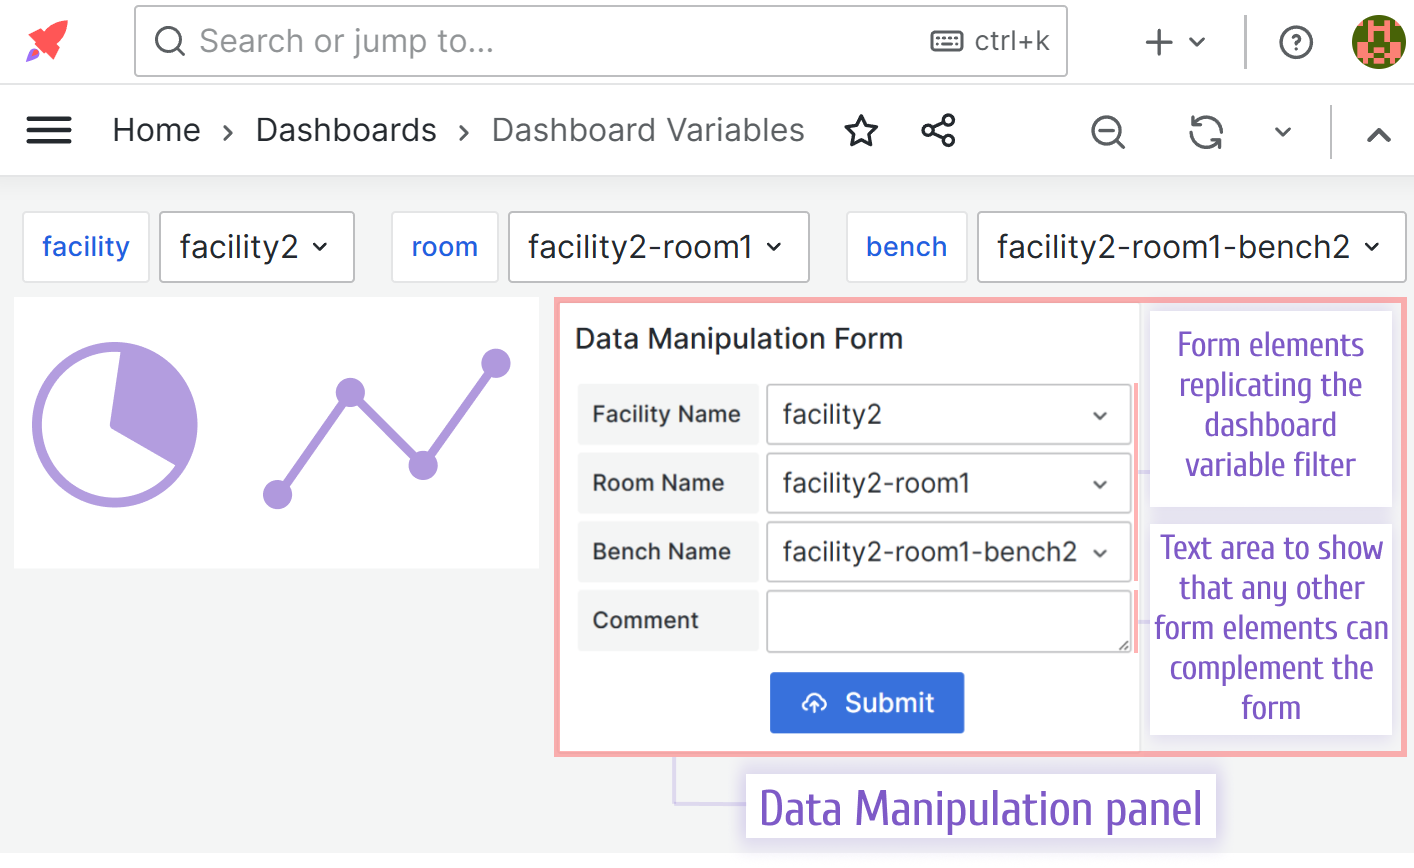 Search or jump to... ctrl+k
Home › Dashboards › Dashboard Variables
facility facility2 room facility2-room1 bench facility2-room1-bench2
Data Manipulation Form
Facility Name facility2
Room Name facility2-room1
Bench Name facility2-room1-bench2
Comment
Submit
Form elements
replicating the
dashboard
variable filter
Text area to show
that any other
form elements can
complement the
form
Data Manipulation panel